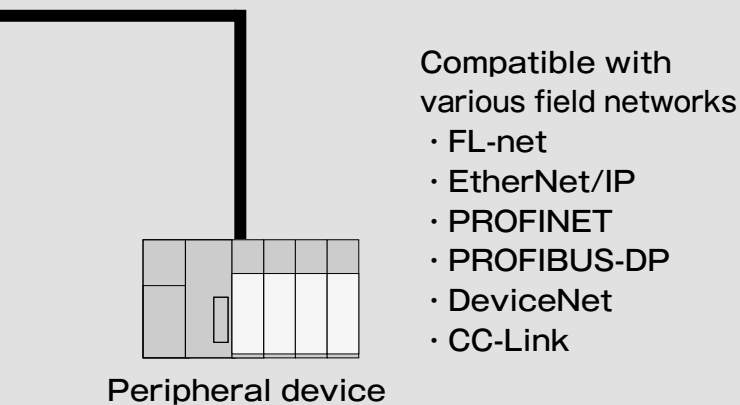 Compatible with
various field networks
・FL-net
・EtherNet/IP
・PROFINET
・PROFIBUS-DP
・DeviceNet
・CC-Link
Peripheral device